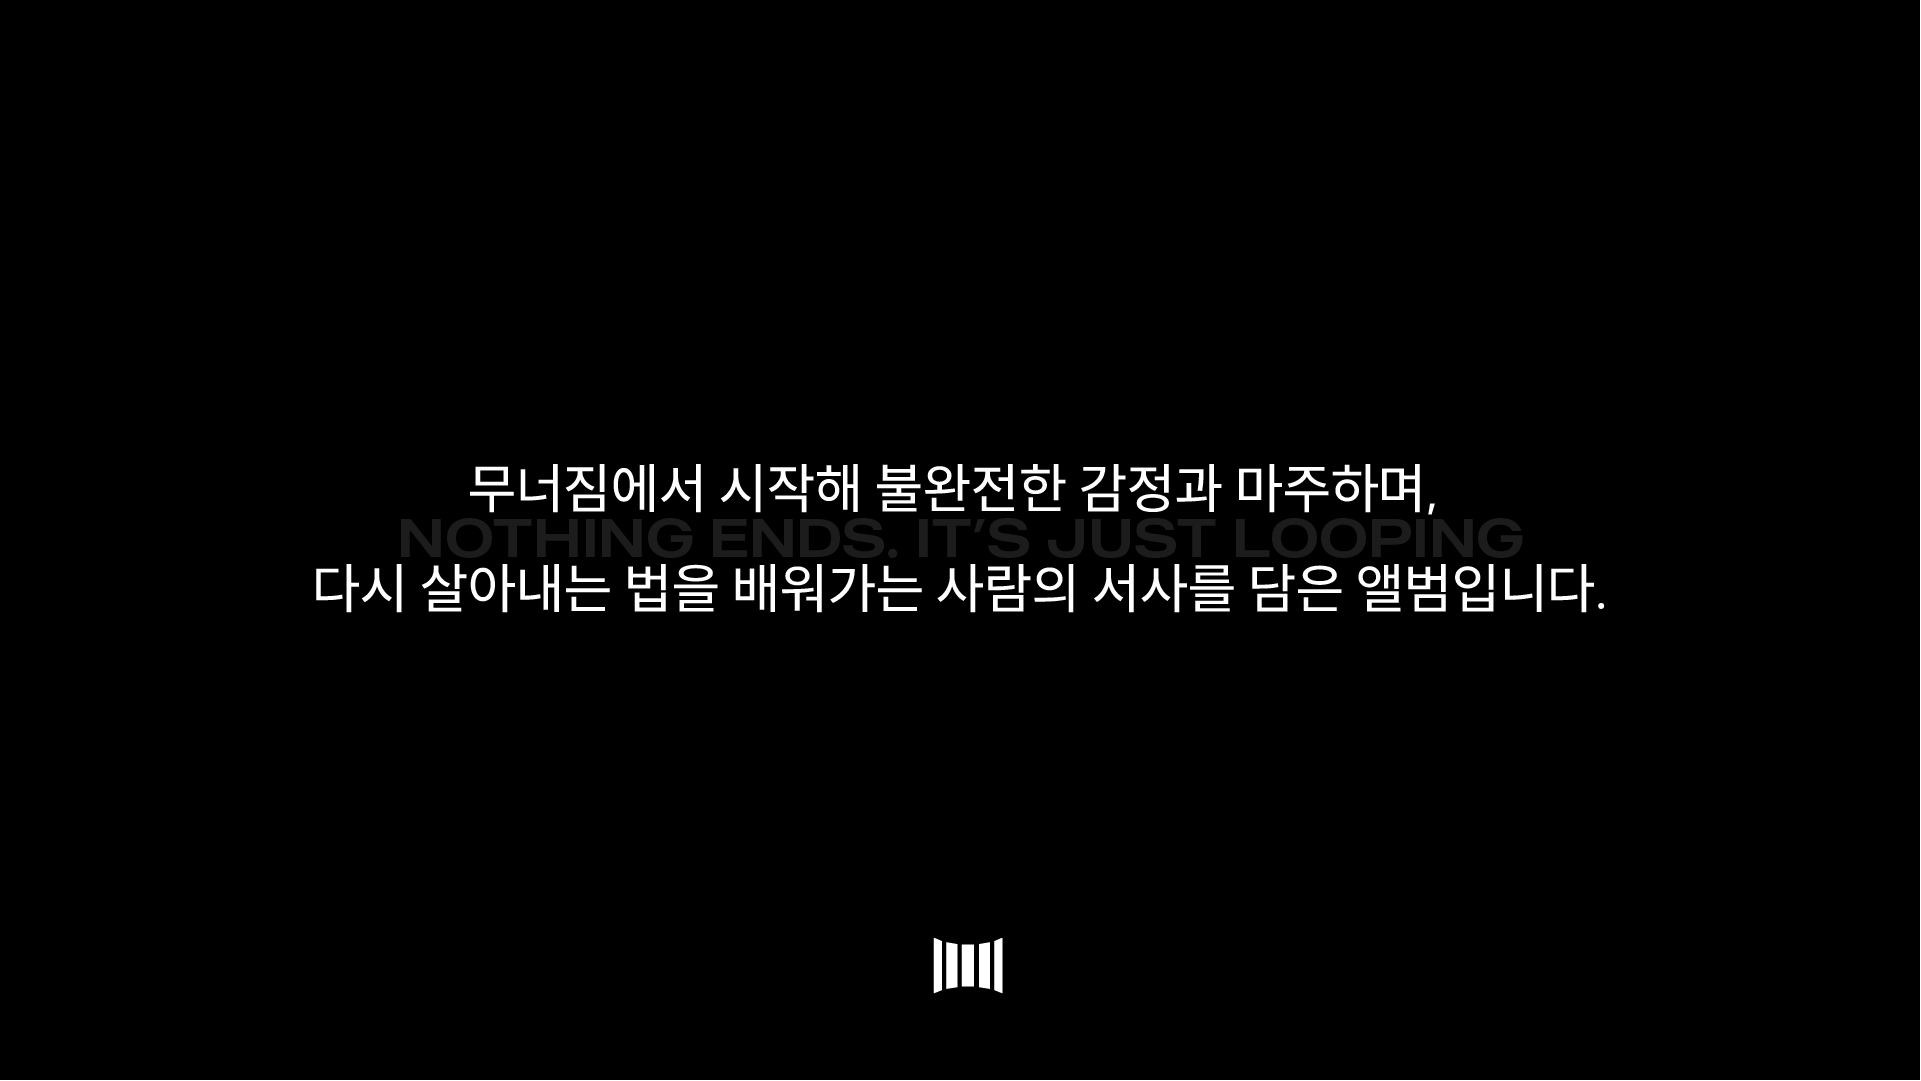 무너짐에서 시작해 불완전한 감정과 마주하며,
NOTHING ENDS. IT’S JUST LOOPING
다시 살아내는 법을 배워가는 사람의 서사를 담은 앨범입니다.